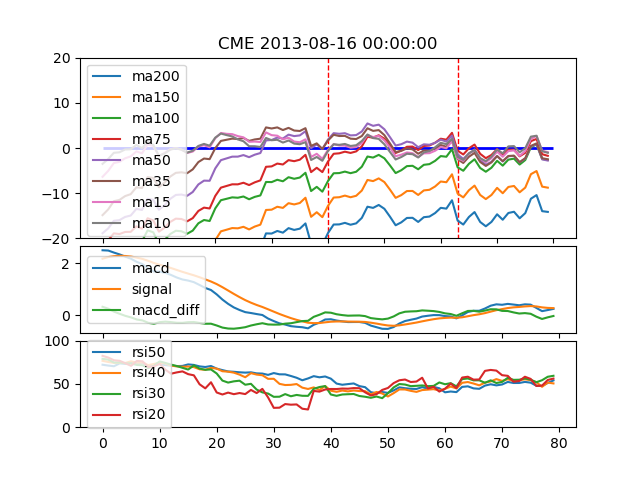 CME 2013-08-16 00:00:00
20
10
0
−10
−20
ma200
ma150
ma100
ma75
ma50
ma35
ma15
ma10
2
0
macd
signal
macd_diff
100
50
0
rsi50
rsi40
rsi30
rsi20
0 10 20 30 40 50 60 70 80